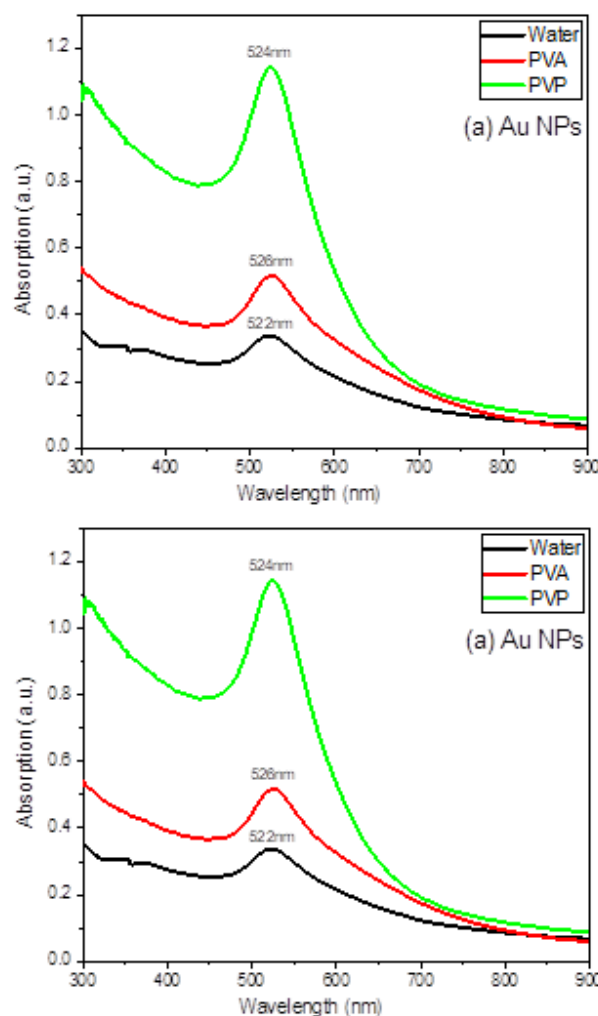 1.2
1.0
0.8
0.6
0.4
0.2
0.0
Absorption (a.u.)
524nm
526nm
522nm
Water
PVA
PVP
(a) Au NPs
300 400 500 600 700 800 900
Wavelength (nm)
1.2
1.0
0.8
0.6
0.4
0.2
0.0
Absorption (a.u.)
524nm
526nm
522nm
Water
PVA
PVP
(a) Au NPs
300 400 500 600 700 800 900
Wavelength (nm)